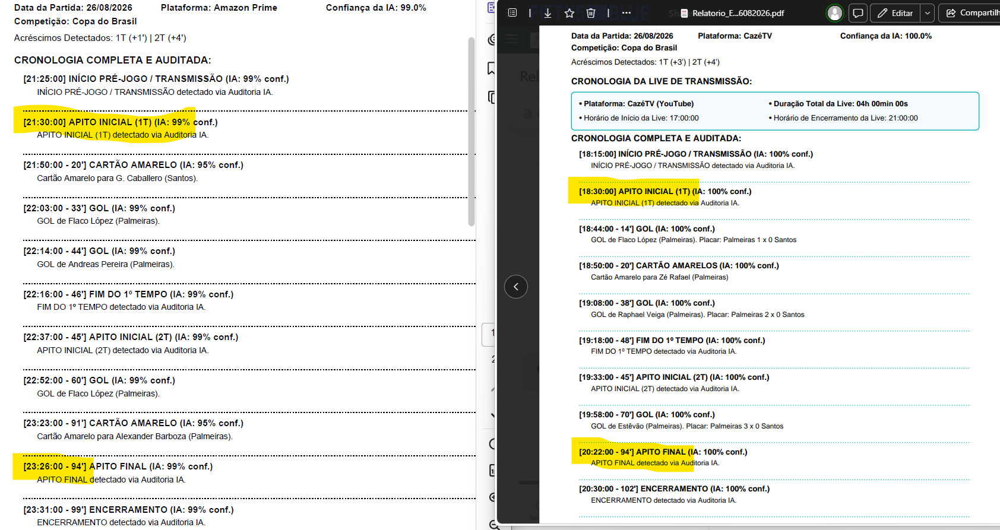 Data da Partida: 26/08/2026 Plataforma: Amazon Prime Confiança da IA: 99.0%
Competição: Copa do Brasil
Acréscimos Detectados: 1T (+1') | 2T (+4')
CRONOLOGIA COMPLETA E AUDITADA:
[21:25:00] INÍCIO PRÉ-JOGO / TRANSMISSÃO (IA: 99% conf.)
INÍCIO PRÉ-JOGO / TRANSMISSÃO detectado via Auditoria IA.
[21:30:00] APITO INICIAL (1T) (IA: 99% conf.)
APITO INICIAL (1T) detectado via Auditoria IA.
[21:50:00 - 20'] CARTÃO AMARELO (IA: 95% conf.)
Cartão Amarelo para G. Caballero (Santos).
[22:03:00 - 33'] GOL (IA: 99% conf.)
GOL de Flaco López (Palmeiras).
[22:14:00 - 44'] GOL (IA: 99% conf.)
GOL de Andreas Pereira (Palmeiras).
[22:16:00 - 46'] FIM DO 1º TEMPO (IA: 99% conf.)
FIM DO 1º TEMPO detectado via Auditoria IA.
[22:37:00 - 45'] APITO INICIAL (2T) (IA: 99% conf.)
APITO INICIAL (2T) detectado via Auditoria IA.
[22:52:00 - 60'] GOL (IA: 99% conf.)
GOL de Flaco López (Palmeiras).
[23:23:00 - 91'] CARTÃO AMARELO (IA: 95% conf.)
Cartão Amarelo para Alexander Barboza (Palmeiras).
[23:26:00 - 94'] APITO FINAL (IA: 99% conf.)
APITO FINAL detectado via Auditoria IA.
[23:31:00 - 99'] ENCERRAMENTO (IA: 99% conf.)
ENCERRAMENTO detectado via Auditoria IA.
Relatorio_E...6082026.pdf
Editar
Compartilh
Rel
Data da Partida: 26/08/2026 Plataforma: CazéTV Confiança da IA: 100.0%
Competição: Copa do Brasil
Acréscimos Detectados: 1T (+3') | 2T (+4')
CRONOLOGIA DA LIVE DE TRANSMISSÃO:
• Plataforma: CazéTV (YouTube) • Duração Total da Live: 04h 00min 00s
• Horário de Início da Live: 17:00:00 • Horário de Encerramento da Live: 21:00:00
CRONOLOGIA COMPLETA E AUDITADA:
[18:15:00] INÍCIO PRÉ-JOGO / TRANSMISSÃO (IA: 100% conf.)
INÍCIO PRÉ-JOGO / TRANSMISSÃO detectado via Auditoria IA.
[18:30:00] APITO INICIAL (1T) (IA: 100% conf.)
APITO INICIAL (1T) detectado via Auditoria IA.
[18:44:00 - 14'] GOL (IA: 100% conf.)
GOL de Flaco López (Palmeiras). Placar: Palmeiras 1 x 0 Santos
[18:50:00 - 20'] CARTÃO AMARELOS (IA: 100% conf.)
Cartão Amarelo para Zé Rafael (Palmeiras)
[19:08:00 - 38'] GOL (IA: 100% conf.)
GOL de Raphael Veiga (Palmeiras). Placar: Palmeiras 2 x 0 Santos
[19:18:00 - 48'] FIM DO 1º TEMPO (IA: 100% conf.)
FIM DO 1º TEMPO detectado via Auditoria IA.
[19:33:00 - 45'] APITO INICIAL (2T) (IA: 100% conf.)
APITO INICIAL (2T) detectado via Auditoria IA.
[19:58:00 - 70'] GOL (IA: 100% conf.)
GOL de Estêvão (Palmeiras). Placar: Palmeiras 3 x 0 Santos
[20:22:00 - 94'] APITO FINAL (IA: 100% conf.)
APITO FINAL detectado via Auditoria IA.
[20:30:00 - 102'] ENCERRAMENTO (IA: 100% conf.)
ENCERRAMENTO detectado via Auditoria IA.